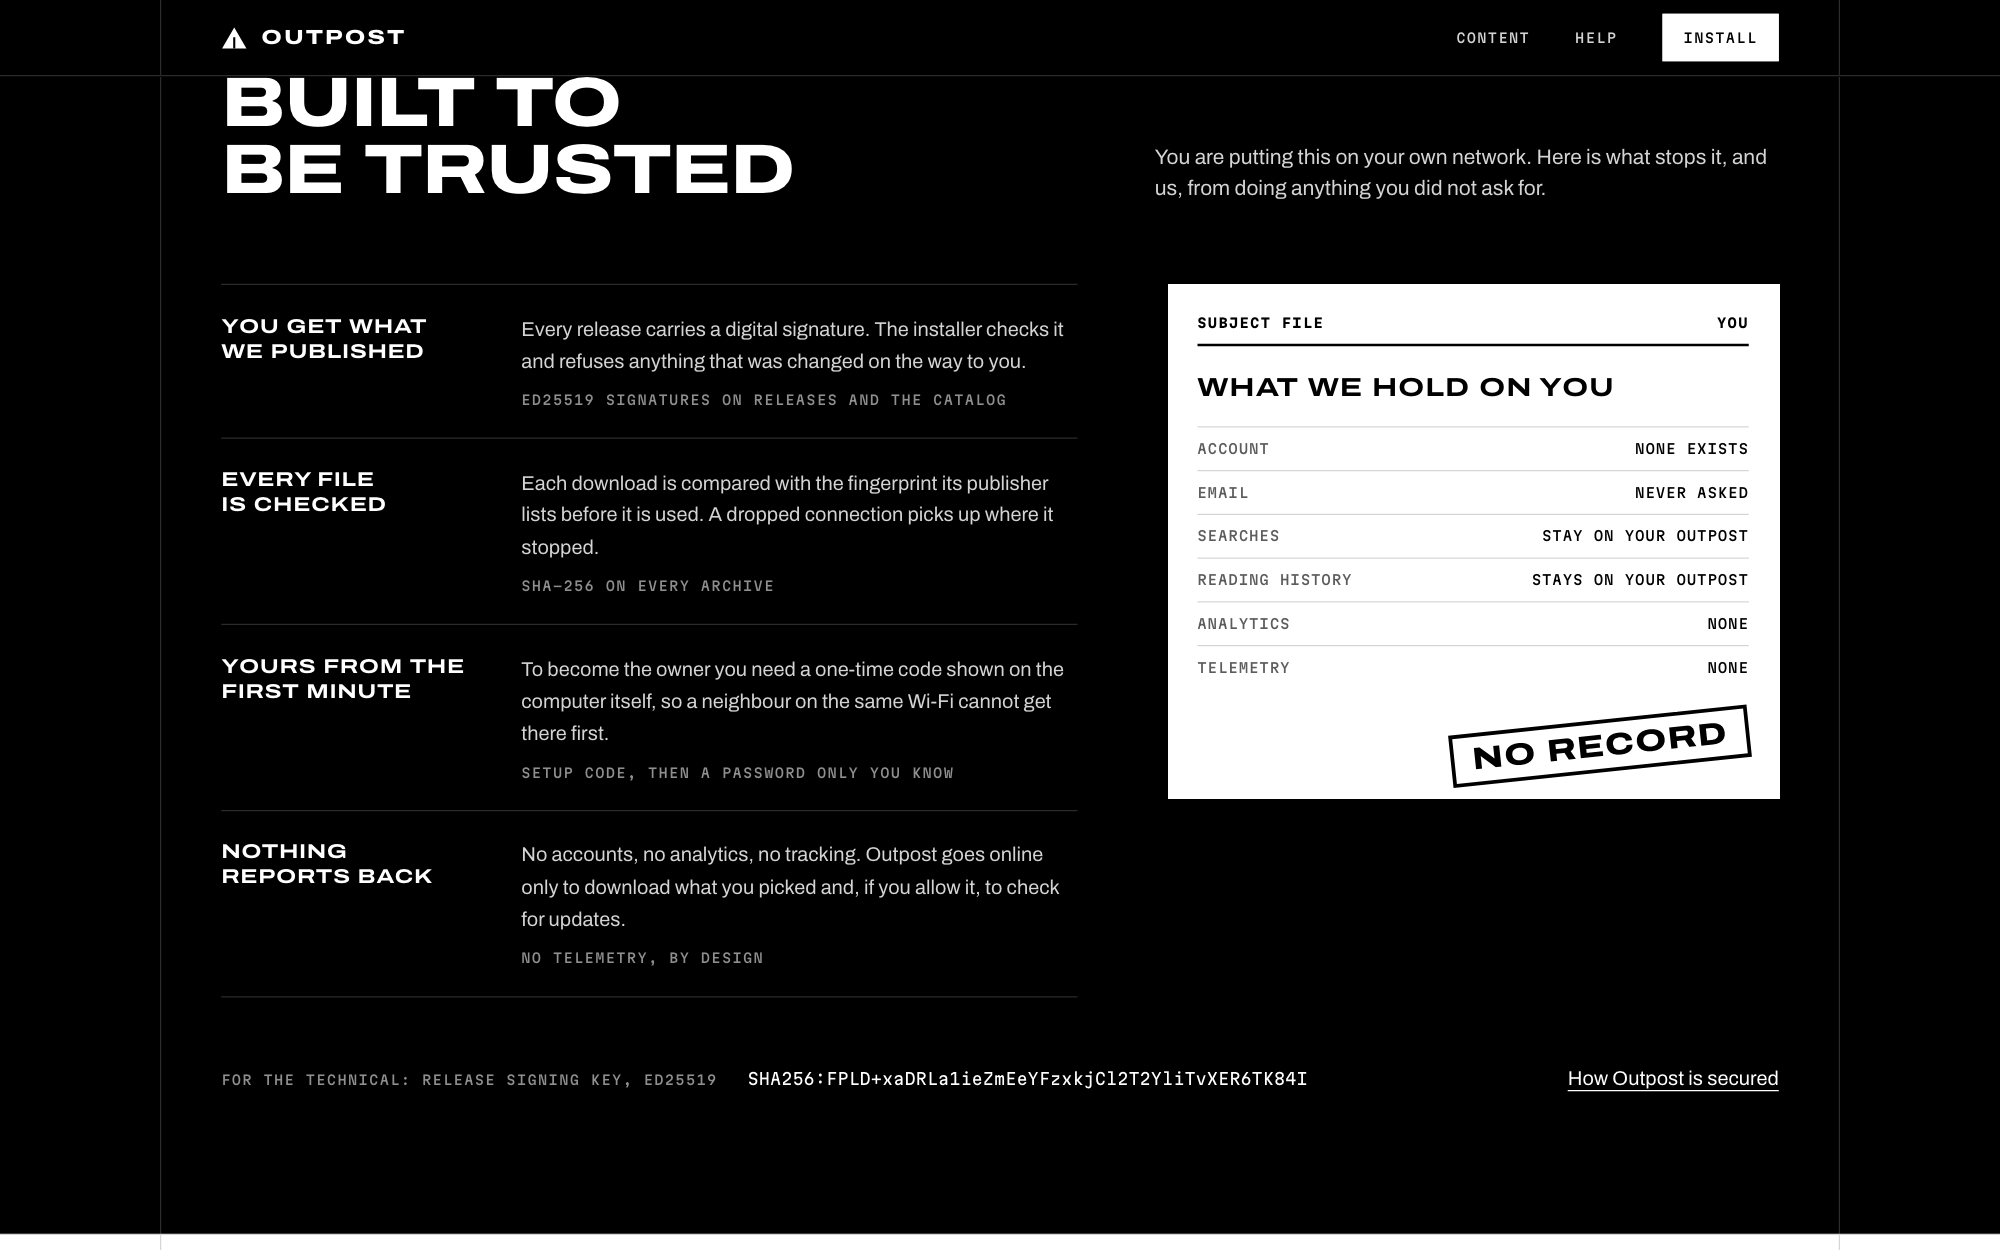 OUTPOST
CONTENT
HELP
INSTALL
BUILT TO
BE TRUSTED
You are putting this on your own network. Here is what stops it, and
us, from doing anything you did not ask for.
YOU GET WHAT
WE PUBLISHED
Every release carries a digital signature. The installer checks it
and refuses anything that was changed on the way to you.
ED25519 SIGNATURES ON RELEASES AND THE CATALOG
EVERY FILE
IS CHECKED
Each download is compared with the fingerprint its publisher
lists before it is used. A dropped connection picks up where it
stopped.
SHA-256 ON EVERY ARCHIVE
YOURS FROM THE
FIRST MINUTE
To become the owner you need a one-time code shown on the
computer itself, so a neighbour on the same Wi-Fi cannot get
there first.
SETUP CODE, THEN A PASSWORD ONLY YOU KNOW
NOTHING
REPORTS BACK
No accounts, no analytics, no tracking. Outpost goes online
only to download what you picked and, if you allow it, to check
for updates.
NO TELEMETRY, BY DESIGN
SUBJECT FILE YOU
WHAT WE HOLD ON YOU
ACCOUNT NONE EXISTS
EMAIL NEVER ASKED
SEARCHES STAY ON YOUR OUTPOST
READING HISTORY STAYS ON YOUR OUTPOST
ANALYTICS NONE
TELEMETRY NONE
NO RECORD
FOR THE TECHNICAL: RELEASE SIGNING KEY, ED25519 SHA256:FPLD+xaDRLa1ieZmEeYFzxkjCl2T2YliTvXER6TK84I
How Outpost is secured